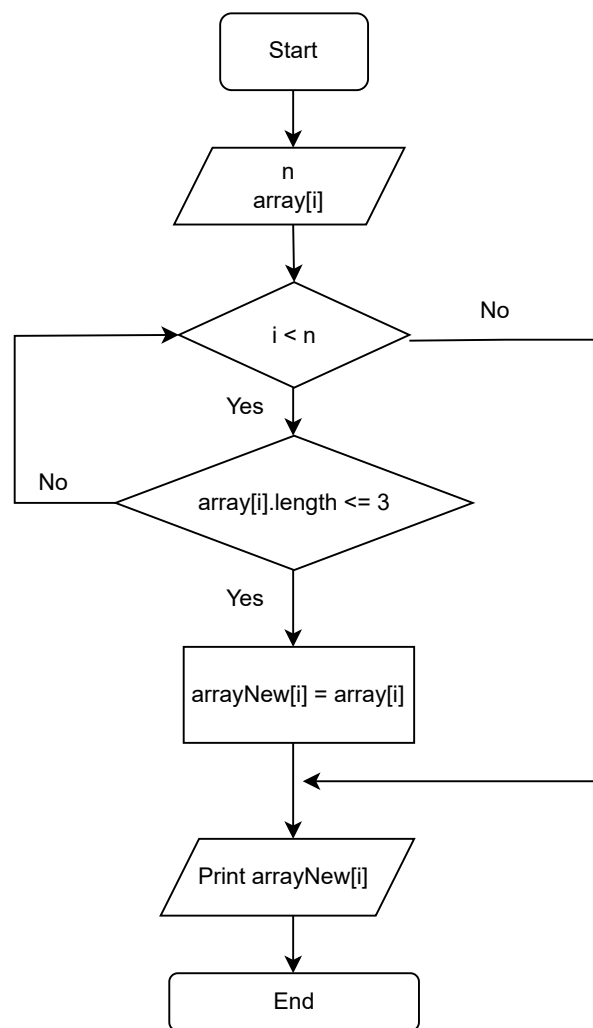 Start
n
array[i]
i < n
No
Yes
No
array[i].length <= 3
Yes
arrayNew[i] = array[i]
Print arrayNew[i]
End